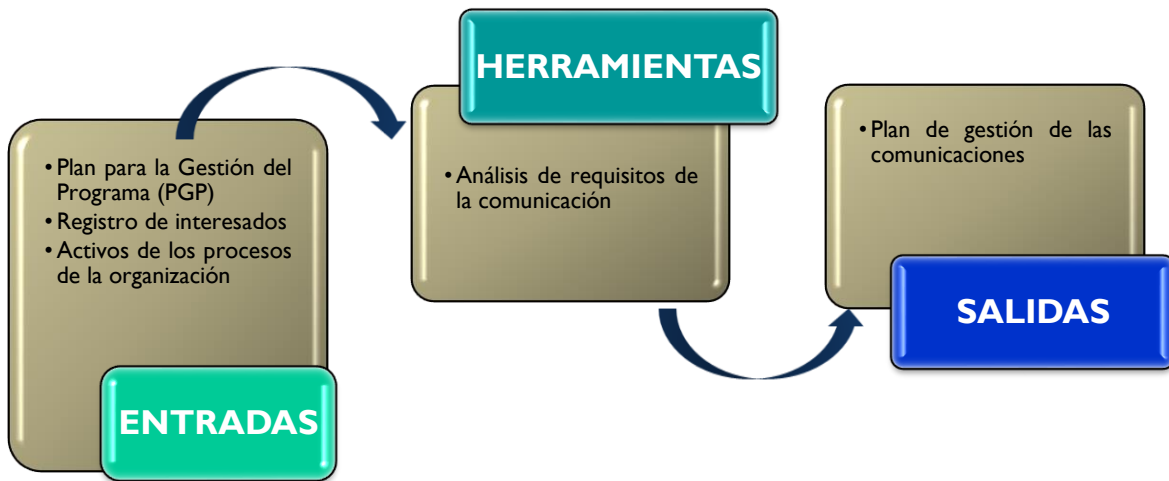 • Plan para la Gestión del
Programa (PGP)
• Registro de interesados
• Activos de los procesos
de la organización
ENTRADAS
HERRAMIENTAS
• Análisis de requisitos de
la comunicación
• Plan de gestión de las
comunicaciones
SALIDAS